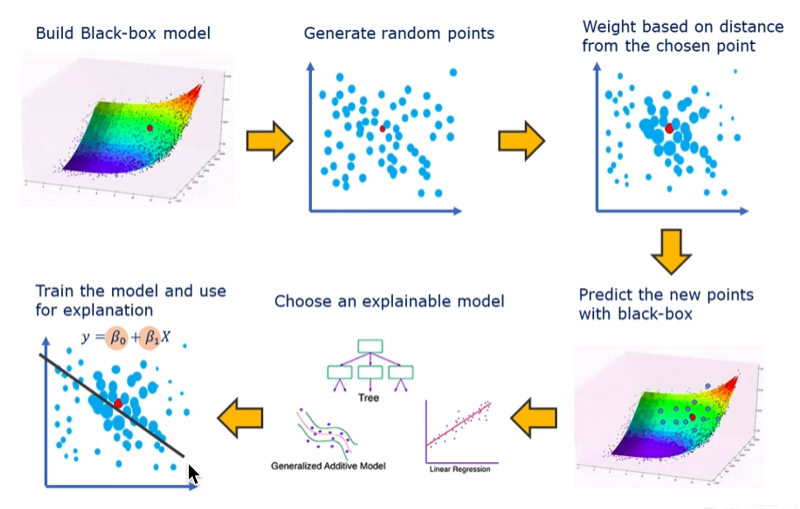 Build Black-box model
Generate random points
Weight based on distance
from the chosen point
Predict the new points
with black-box
Choose an explainable model
Tree
Generalized Additive Model
Linear Regression
Train the model and use
for explanation
y = β₀ + β₁X